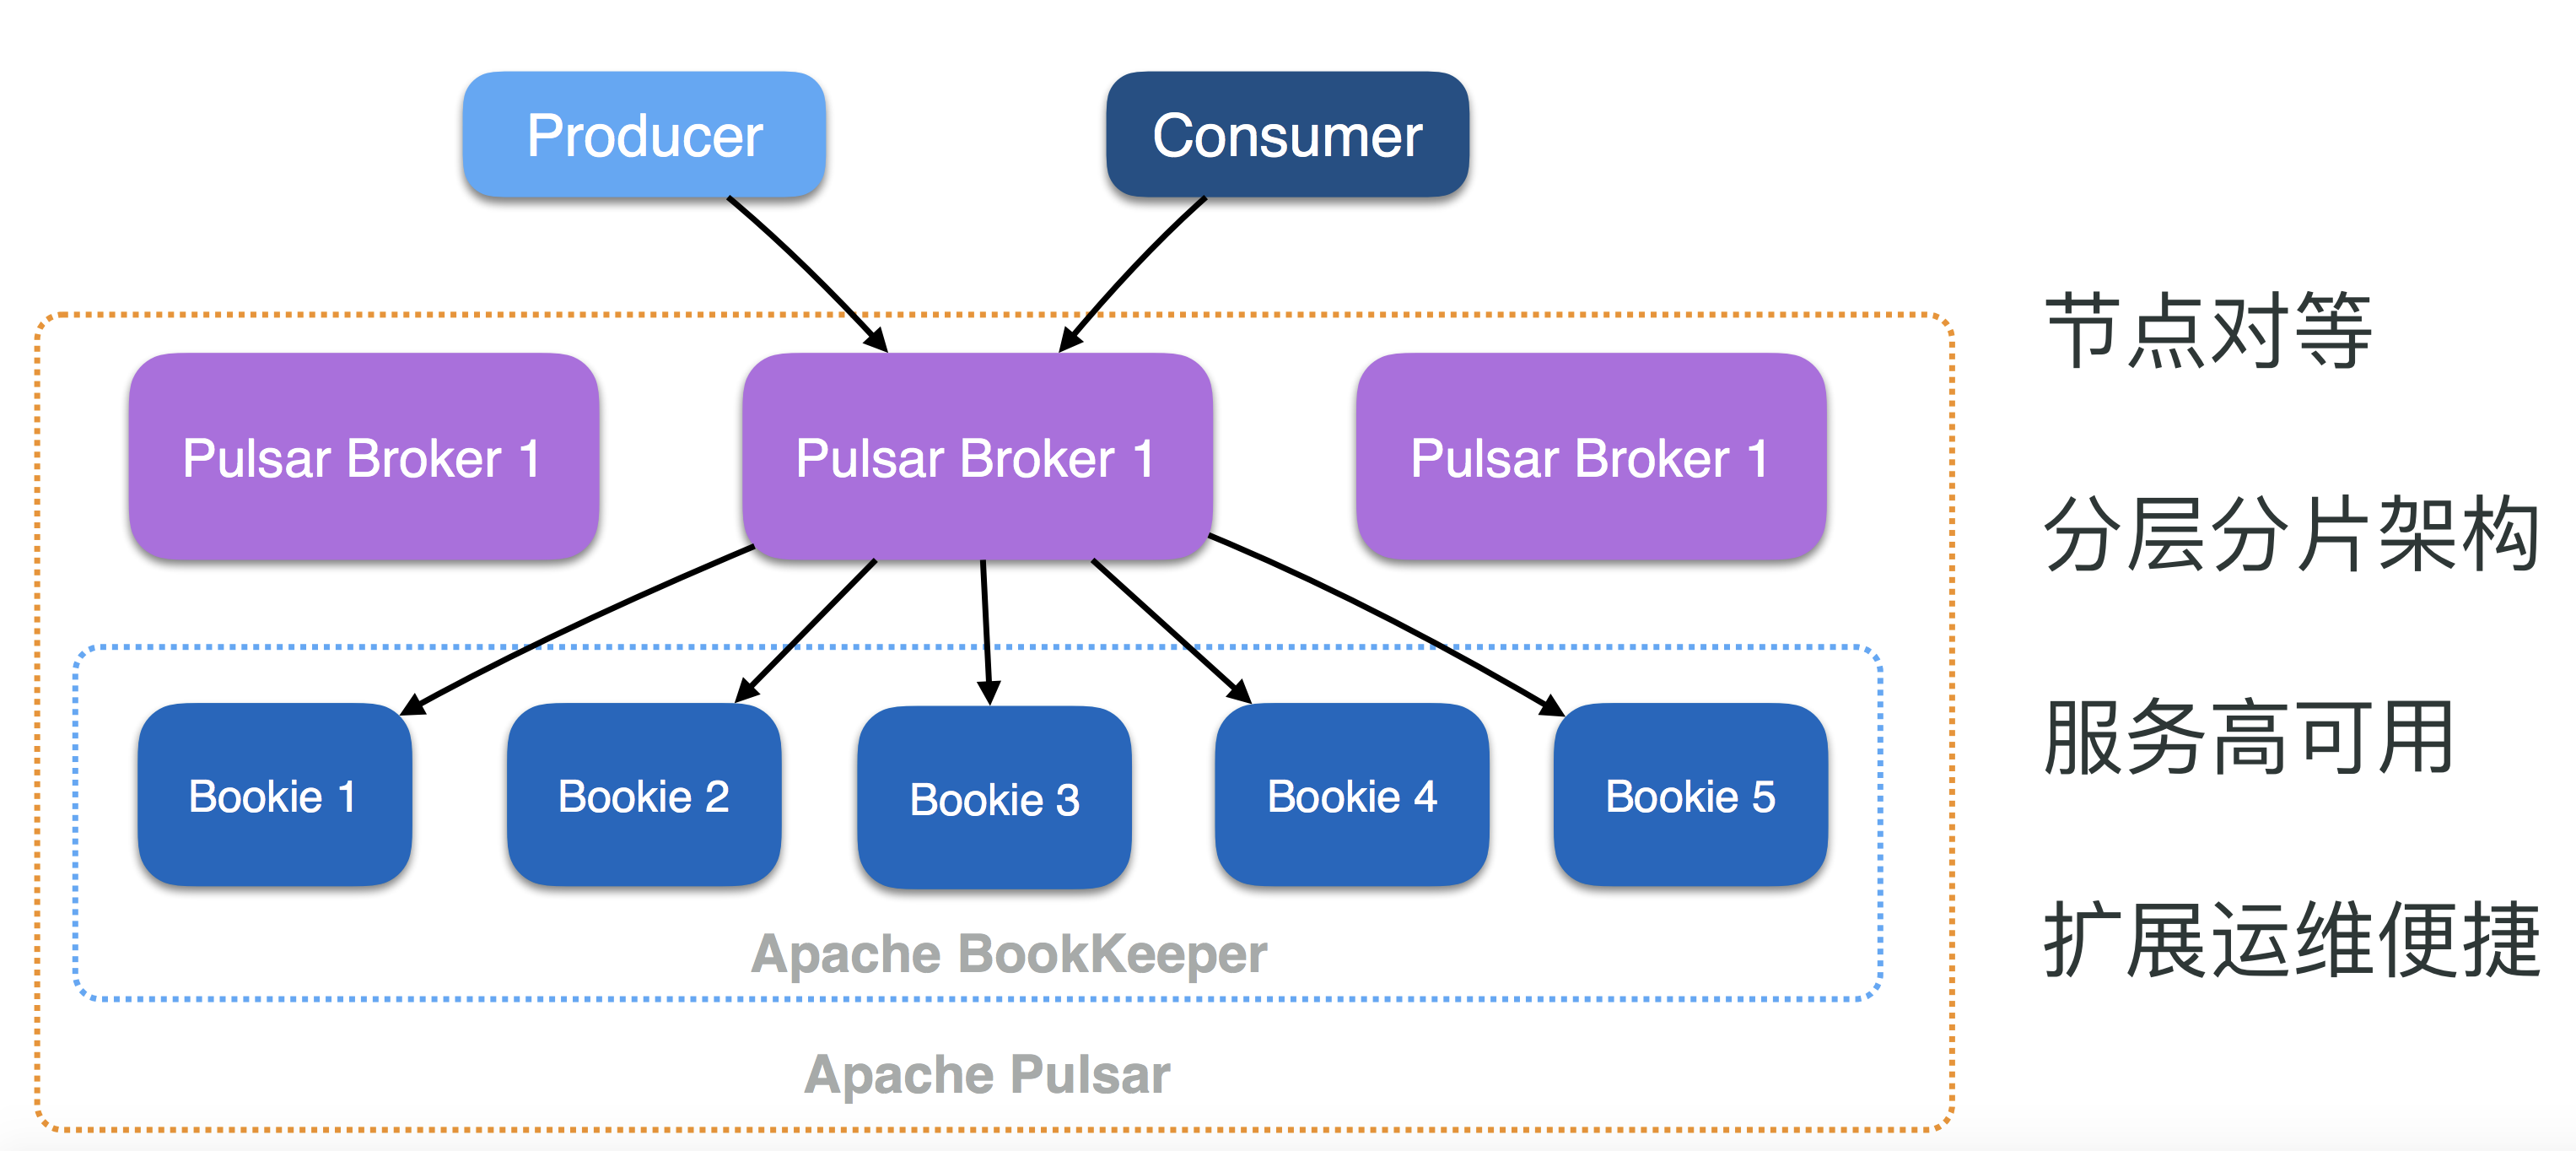 Producer
Consumer
Pulsar Broker 1
Pulsar Broker 1
Pulsar Broker 1
Bookie 1
Bookie 2
Bookie 3
Bookie 4
Bookie 5
Apache BookKeeper
Apache Pulsar
节点对等
分层分片架构
服务高可用
扩展运维便捷